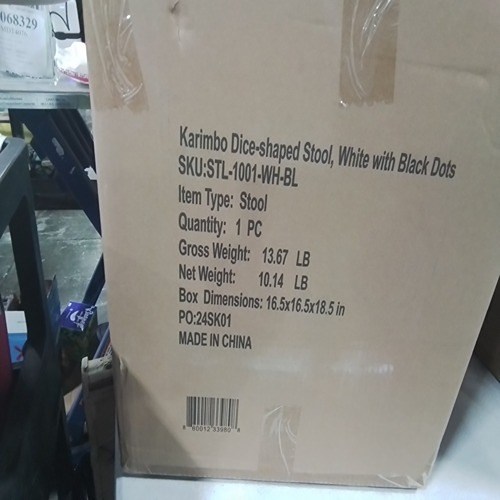 068329
Karimbo Dice-shaped Stool, White with Black Dots
SKU:STL-1001-WH-BL
Item Type: Stool
Quantity: 1 PC
Gross Weight: 13.67 LB
Net Weight: 10.14 LB
Box Dimensions: 16.5x16.5x18.5 in
PO:24SK01
MADE IN CHINA